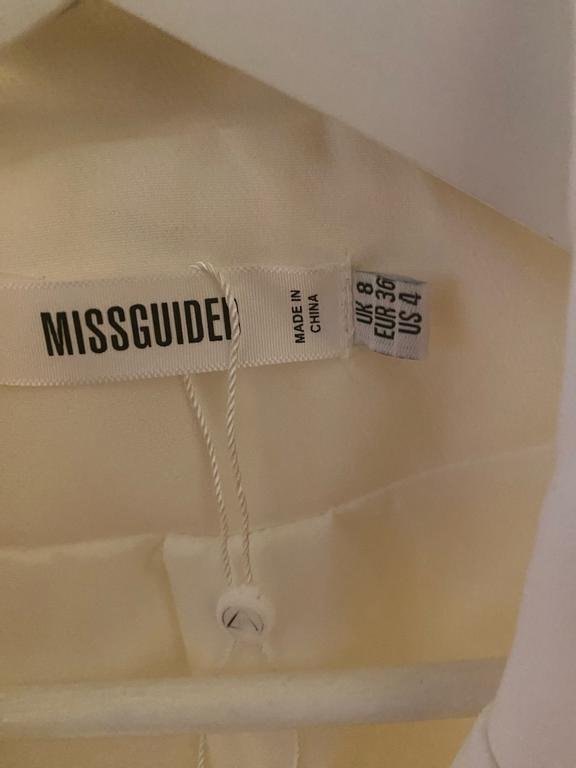 MISSGUIDED
MADE IN
CHINA
UK 8
EUR 36
US 4